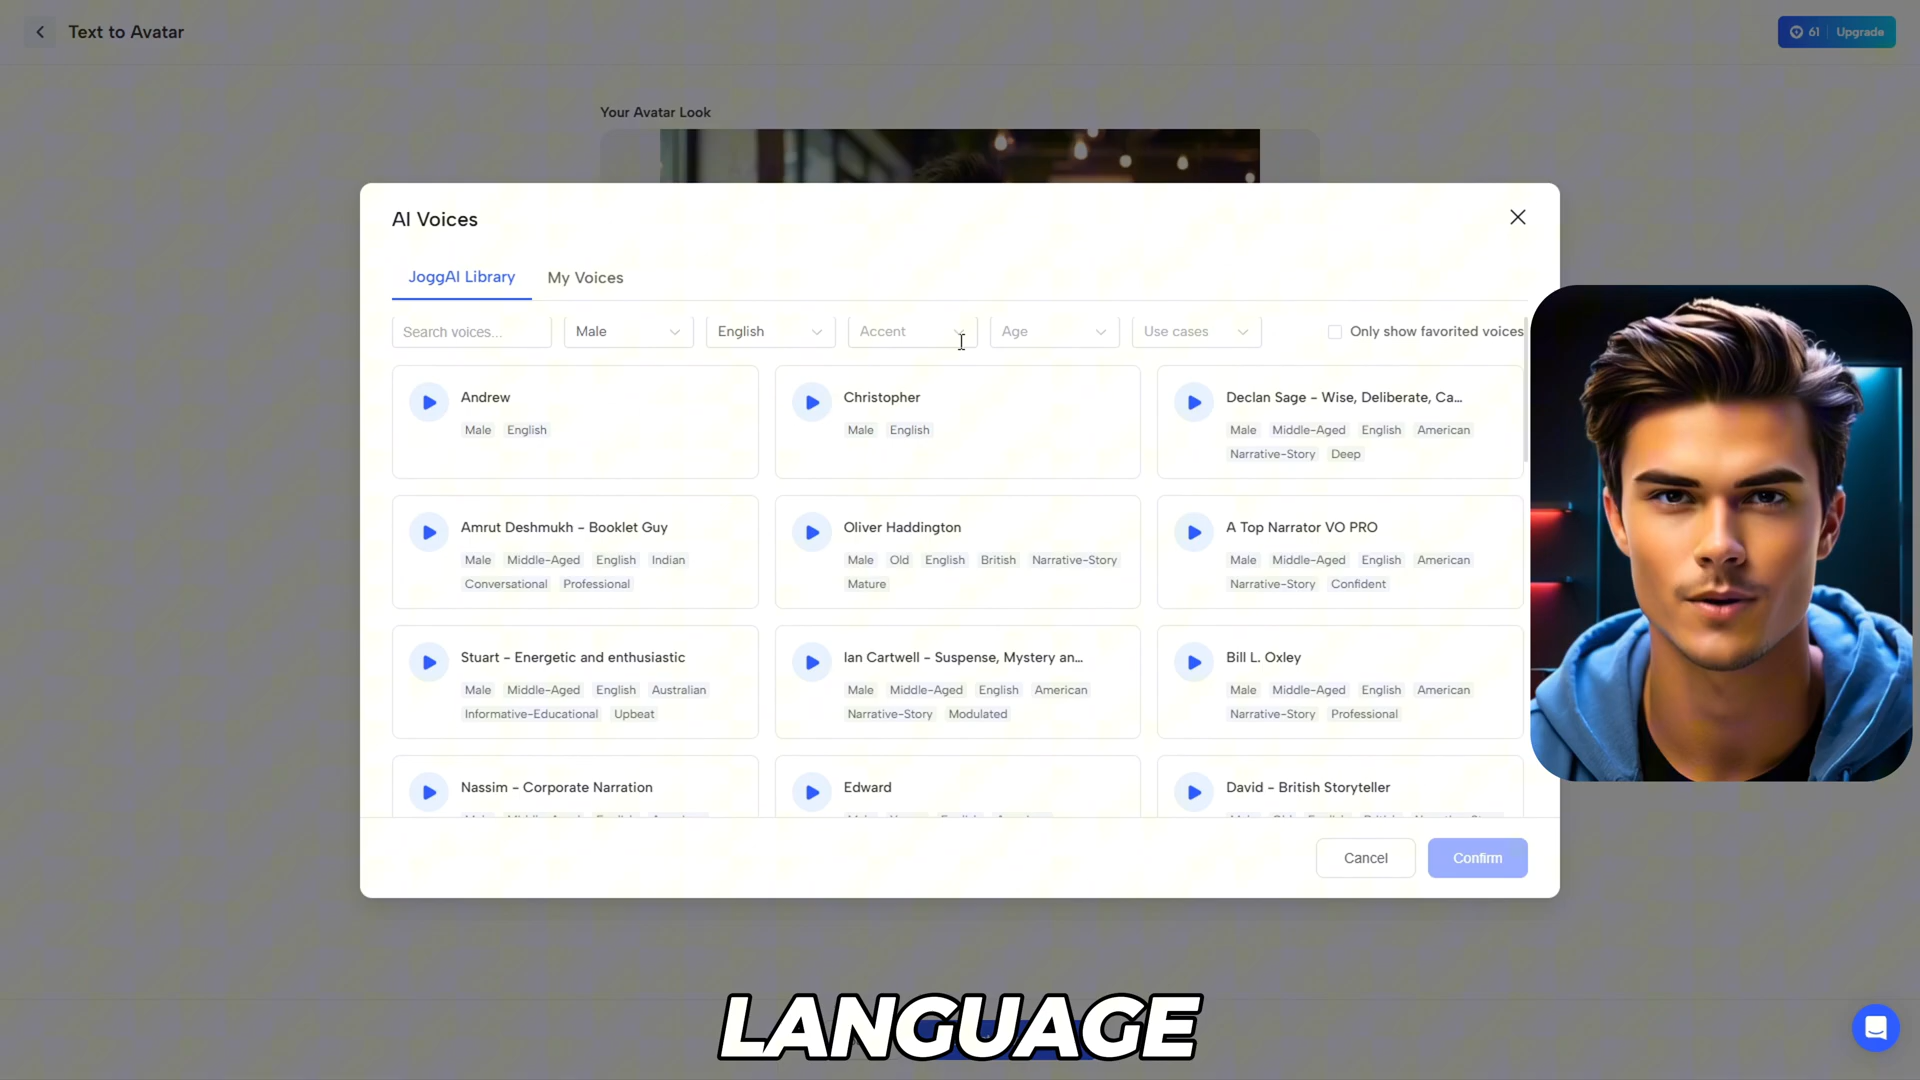 Text to Avatar
61 Upgrade
Your Avatar Look
AI Voices
JoggAI Library My Voices
Search voices... Male English Accent Age Use cases Only show favorited voices
Andrew
Male English
Christopher
Male English
Declan Sage – Wise, Deliberate, Ca...
Male Middle-Aged English American
Narrative-Story Deep
Amrut Deshmukh – Booklet Guy
Male Middle-Aged English Indian
Conversational Professional
Oliver Haddington
Male Old English British Narrative-Story
Mature
A Top Narrator VO PRO
Male Middle-Aged English American
Narrative-Story Confident
Stuart – Energetic and enthusiastic
Male Middle-Aged English Australian
Informative-Educational Upbeat
Ian Cartwell – Suspense, Mystery an...
Male Middle-Aged English American
Narrative-Story Modulated
Bill L. Oxley
Male Middle-Aged English American
Narrative-Story Professional
Nassim – Corporate Narration
Edward
David – British Storyteller
Cancel Confirm
LANGUAGE